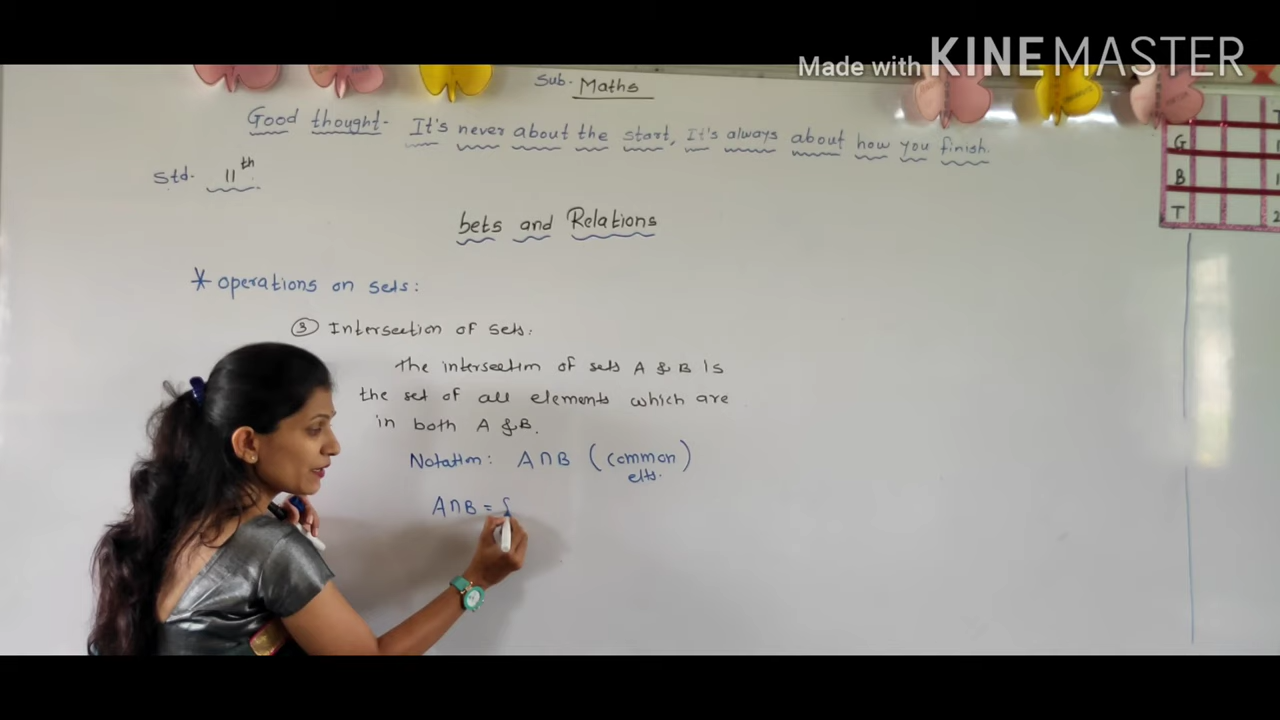 Made with KINEMASTER
Sub. Maths
Good thought- It's never about the start, It's always about how you finish.
Std. 11th
bets and Relations
* operations on sets:
③ Intersection of sets:
The intersection of sets A & B is
the set of all elements which are
in both A & B.
Notation: A∩B (common
elts.)
A∩B = {
G
B
T